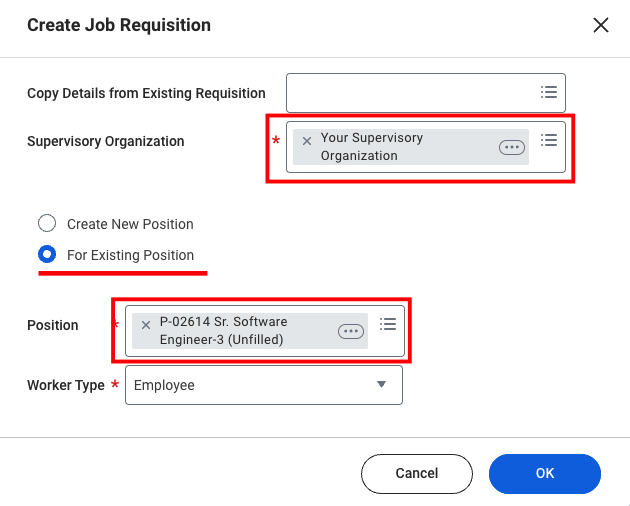 Create Job Requisition
Copy Details from Existing Requisition
Supervisory Organization *
Your Supervisory
Organization
Create New Position
For Existing Position
Position *
P-02614 Sr. Software
Engineer-3 (Unfilled)
Worker Type * Employee
Cancel OK